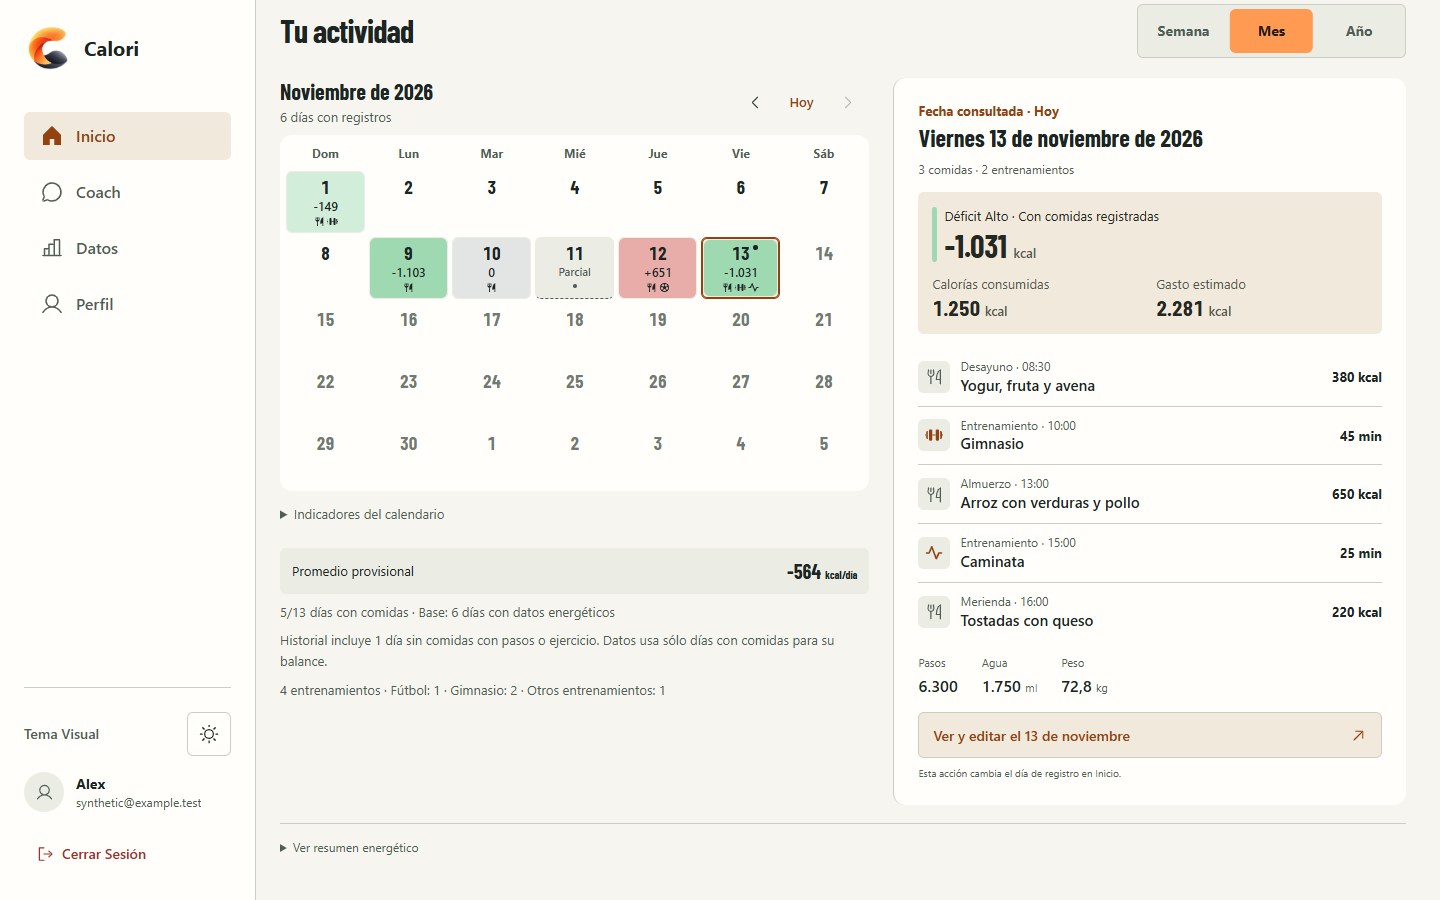 Calori
Inicio
Coach
Datos
Perfil
Tema Visual
Alex
synthetic@example.test
Cerrar Sesión
Tu actividad
Semana Mes Año
Noviembre de 2026
6 días con registros
Hoy
Dom Lun Mar Mié Jue Vie Sáb
1 2 3 4 5 6 7
-149
8 9 10 11 12 13 14
-1.103 0 Parcial +651 -1.031
15 16 17 18 19 20 21
22 23 24 25 26 27 28
29 30 1 2 3 4 5
Indicadores del calendario
Promedio provisional -564 kcal/día
5/13 días con comidas · Base: 6 días con datos energéticos
Historial incluye 1 día sin comidas con pasos o ejercicio. Datos usa sólo días con comidas para su
balance.
4 entrenamientos · Fútbol: 1 · Gimnasio: 2 · Otros entrenamientos: 1
Fecha consultada · Hoy
Viernes 13 de noviembre de 2026
3 comidas · 2 entrenamientos
Déficit Alto · Con comidas registradas
-1.031 kcal
Calorías consumidas Gasto estimado
1.250 kcal 2.281 kcal
Desayuno · 08:30
Yogur, fruta y avena 380 kcal
Entrenamiento · 10:00
Gimnasio 45 min
Almuerzo · 13:00
Arroz con verduras y pollo 650 kcal
Entrenamiento · 15:00
Caminata 25 min
Merienda · 16:00
Tostadas con queso 220 kcal
Pasos Agua Peso
6.300 1.750 ml 72,8 kg
Ver y editar el 13 de noviembre
Esta acción cambia el día de registro en Inicio.
Ver resumen energético